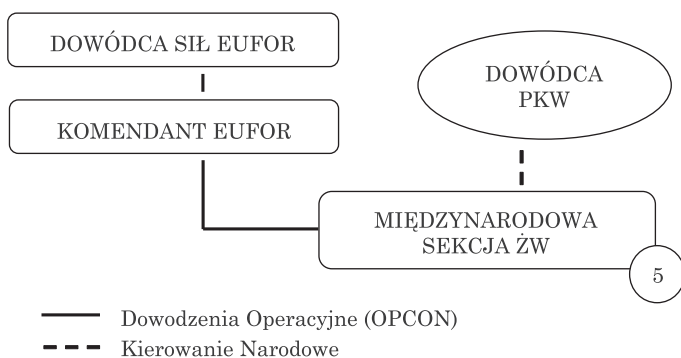 DOWÓDCA SIŁ EUFOR
DOWÓDCA
PKW
KOMENDANT EUFOR
MIĘDZYNARODOWA
SEKCJA ŻW
5
Dowodzenia Operacyjne (OPCON)
Kierowanie Narodowe